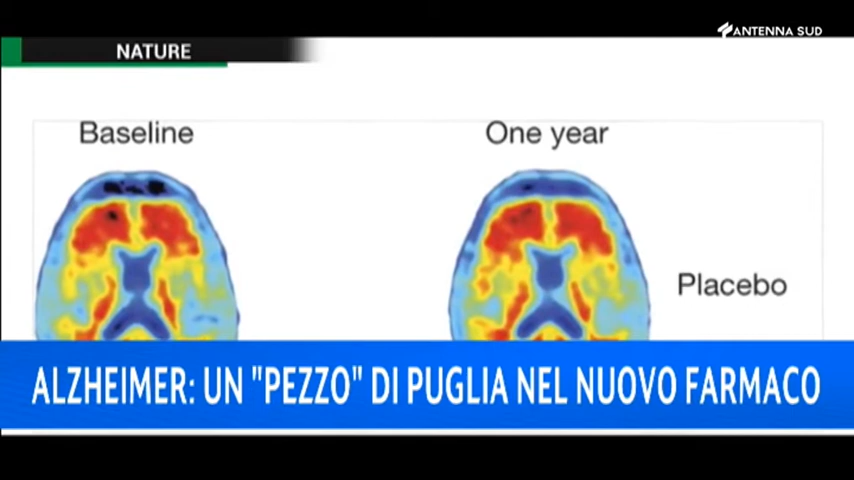 ANTENNA SUD
NATURE
Baseline
One year
Placebo
ALZHEIMER: UN "PEZZO" DI PUGLIA NEL NUOVO FARMACO